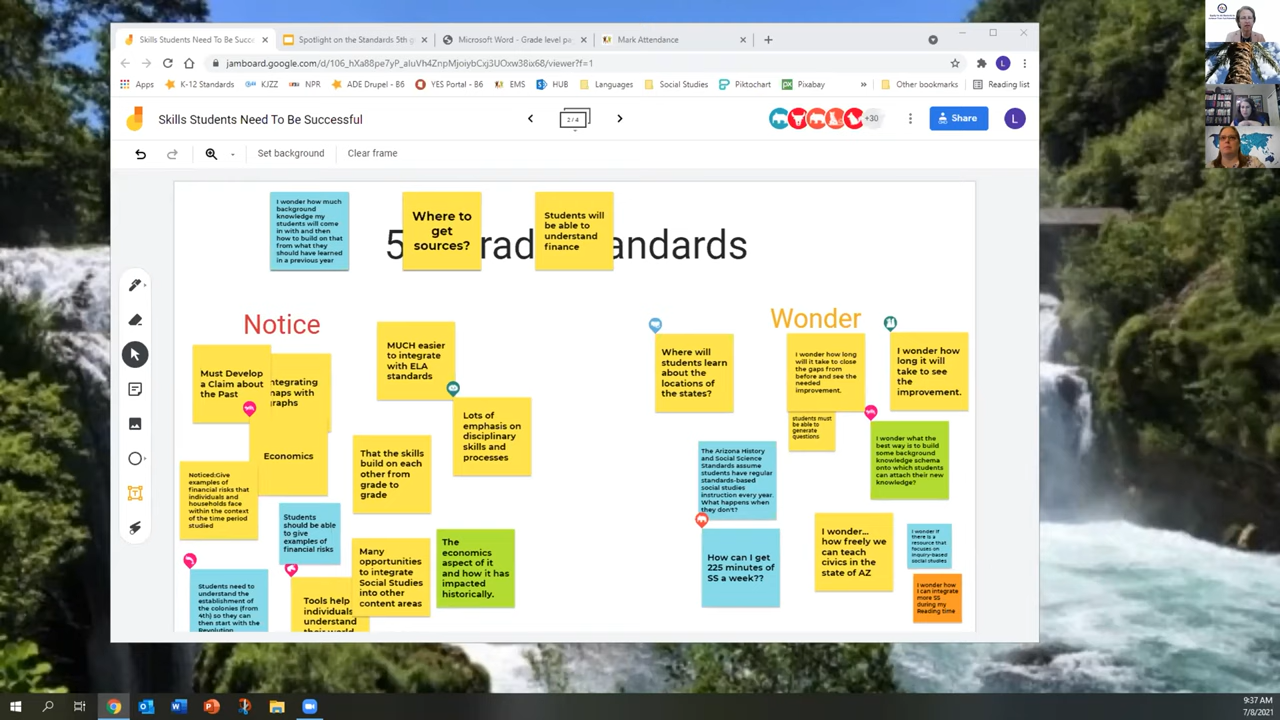 Skills Students Need To Be Succ
Spotlight on the Standards 5th g
Microsoft Word - Grade level pa
Mark Attendance
jamboard.google.com/d/106_hXa88pe7yP_aluVh4ZnpMjoiybCxj3UOxw3t0x68/viewer?f=1
Apps
K-12 Standards
KJZZ
NPR
ADE Drupel - 86
YES Portal - B6
EMS
HUB
Languages
Social Studies
Piktochart
Pixabay
Other bookmarks
Reading list
Skills Students Need To Be Successful
2 / 4
+30
Share
L
Set background
Clear frame
I wonder how much
background
knowledge my
students will come
in with and then
how to build on that
from what they
should have learned
in a previous year
Where to
get
sources?
Students will
be able to
understand
finance
5 rad andards
Notice
Must Develop
a Claim about
the Past
ntegrating
naps with
graphs
MUCH easier
to integrate
with ELA
standards
Lots of
emphasis on
disciplinary
skills and
processes
Economics
That the skills
build on each
other from
grade to
grade
Noticed:Give
examples of
financial risks that
individuals and
households face
within the context
of the time period
studied
Students
should be able
to give
examples of
financial risks
Many
opportunities
to integrate
Social Studies
into other
content areas
The
economics
aspect of it
and how it has
impacted
historically.
Students need to
understand the
establishment of
the colonies (from
4th) so they can
then start with the
Revolution
Tools help
individuals
understand
their world
Wonder
Where will
students learn
about the
locations of
the states?
I wonder how long
will it take to close
the gaps from
before and see the
needed
improvement.
I wonder how
long it will
take to see
the
improvement.
students must
be able to
generate
questions
The Arizona History
and Social Science
Standards assume
students have regular
standards-based
social studies
instruction every year.
What happens when
they don't?
I wonder what the
best way is to build
some background
knowledge schema
onto which students
can attach their new
knowledge?
How can I get
225 minutes of
SS a week??
I wonder...
how freely we
can teach
civics in the
state of AZ
I wonder if
there is a
resource that
focuses on
inquiry-based
social studies
I wonder how
I can integrate
more SS
during my
Reading time
9:37 AM
7/8/2021